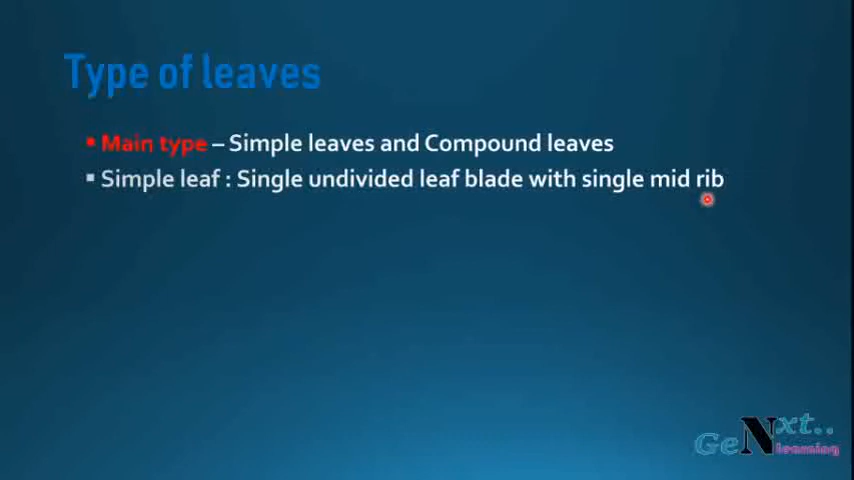 Type of leaves
▪ Main type – Simple leaves and Compound leaves
▪ Simple leaf : Single undivided leaf blade with single mid rib
GeNxt..
learning